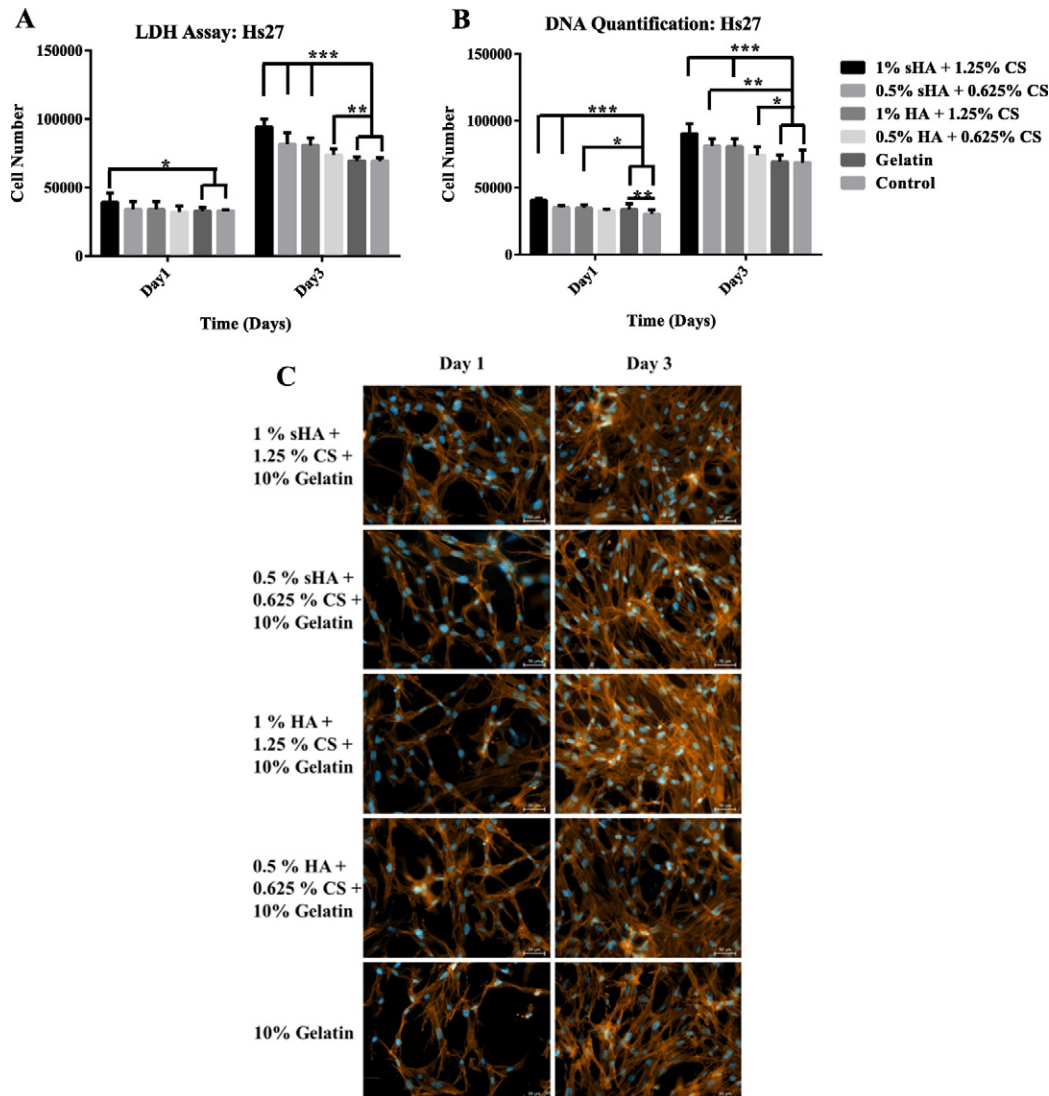 A
LDH Assay: Hs27
150000
100000
50000
0
Cell Number
*
***
**
Day1
Day3
Time (Days)
B
DNA Quantification: Hs27
150000
100000
50000
0
Cell Number
***
*
**
***
**
*
Day1
Day3
Time (Days)
1% sHA + 1.25% CS
0.5% sHA + 0.625% CS
1% HA + 1.25% CS
0.5% HA + 0.625% CS
Gelatin
Control
C
Day 1
Day 3
1 % sHA +
1.25 % CS +
10% Gelatin
0.5 % sHA +
0.625 % CS +
10% Gelatin
1 % HA +
1.25 % CS +
10% Gelatin
0.5 % HA +
0.625 % CS +
10% Gelatin
10% Gelatin